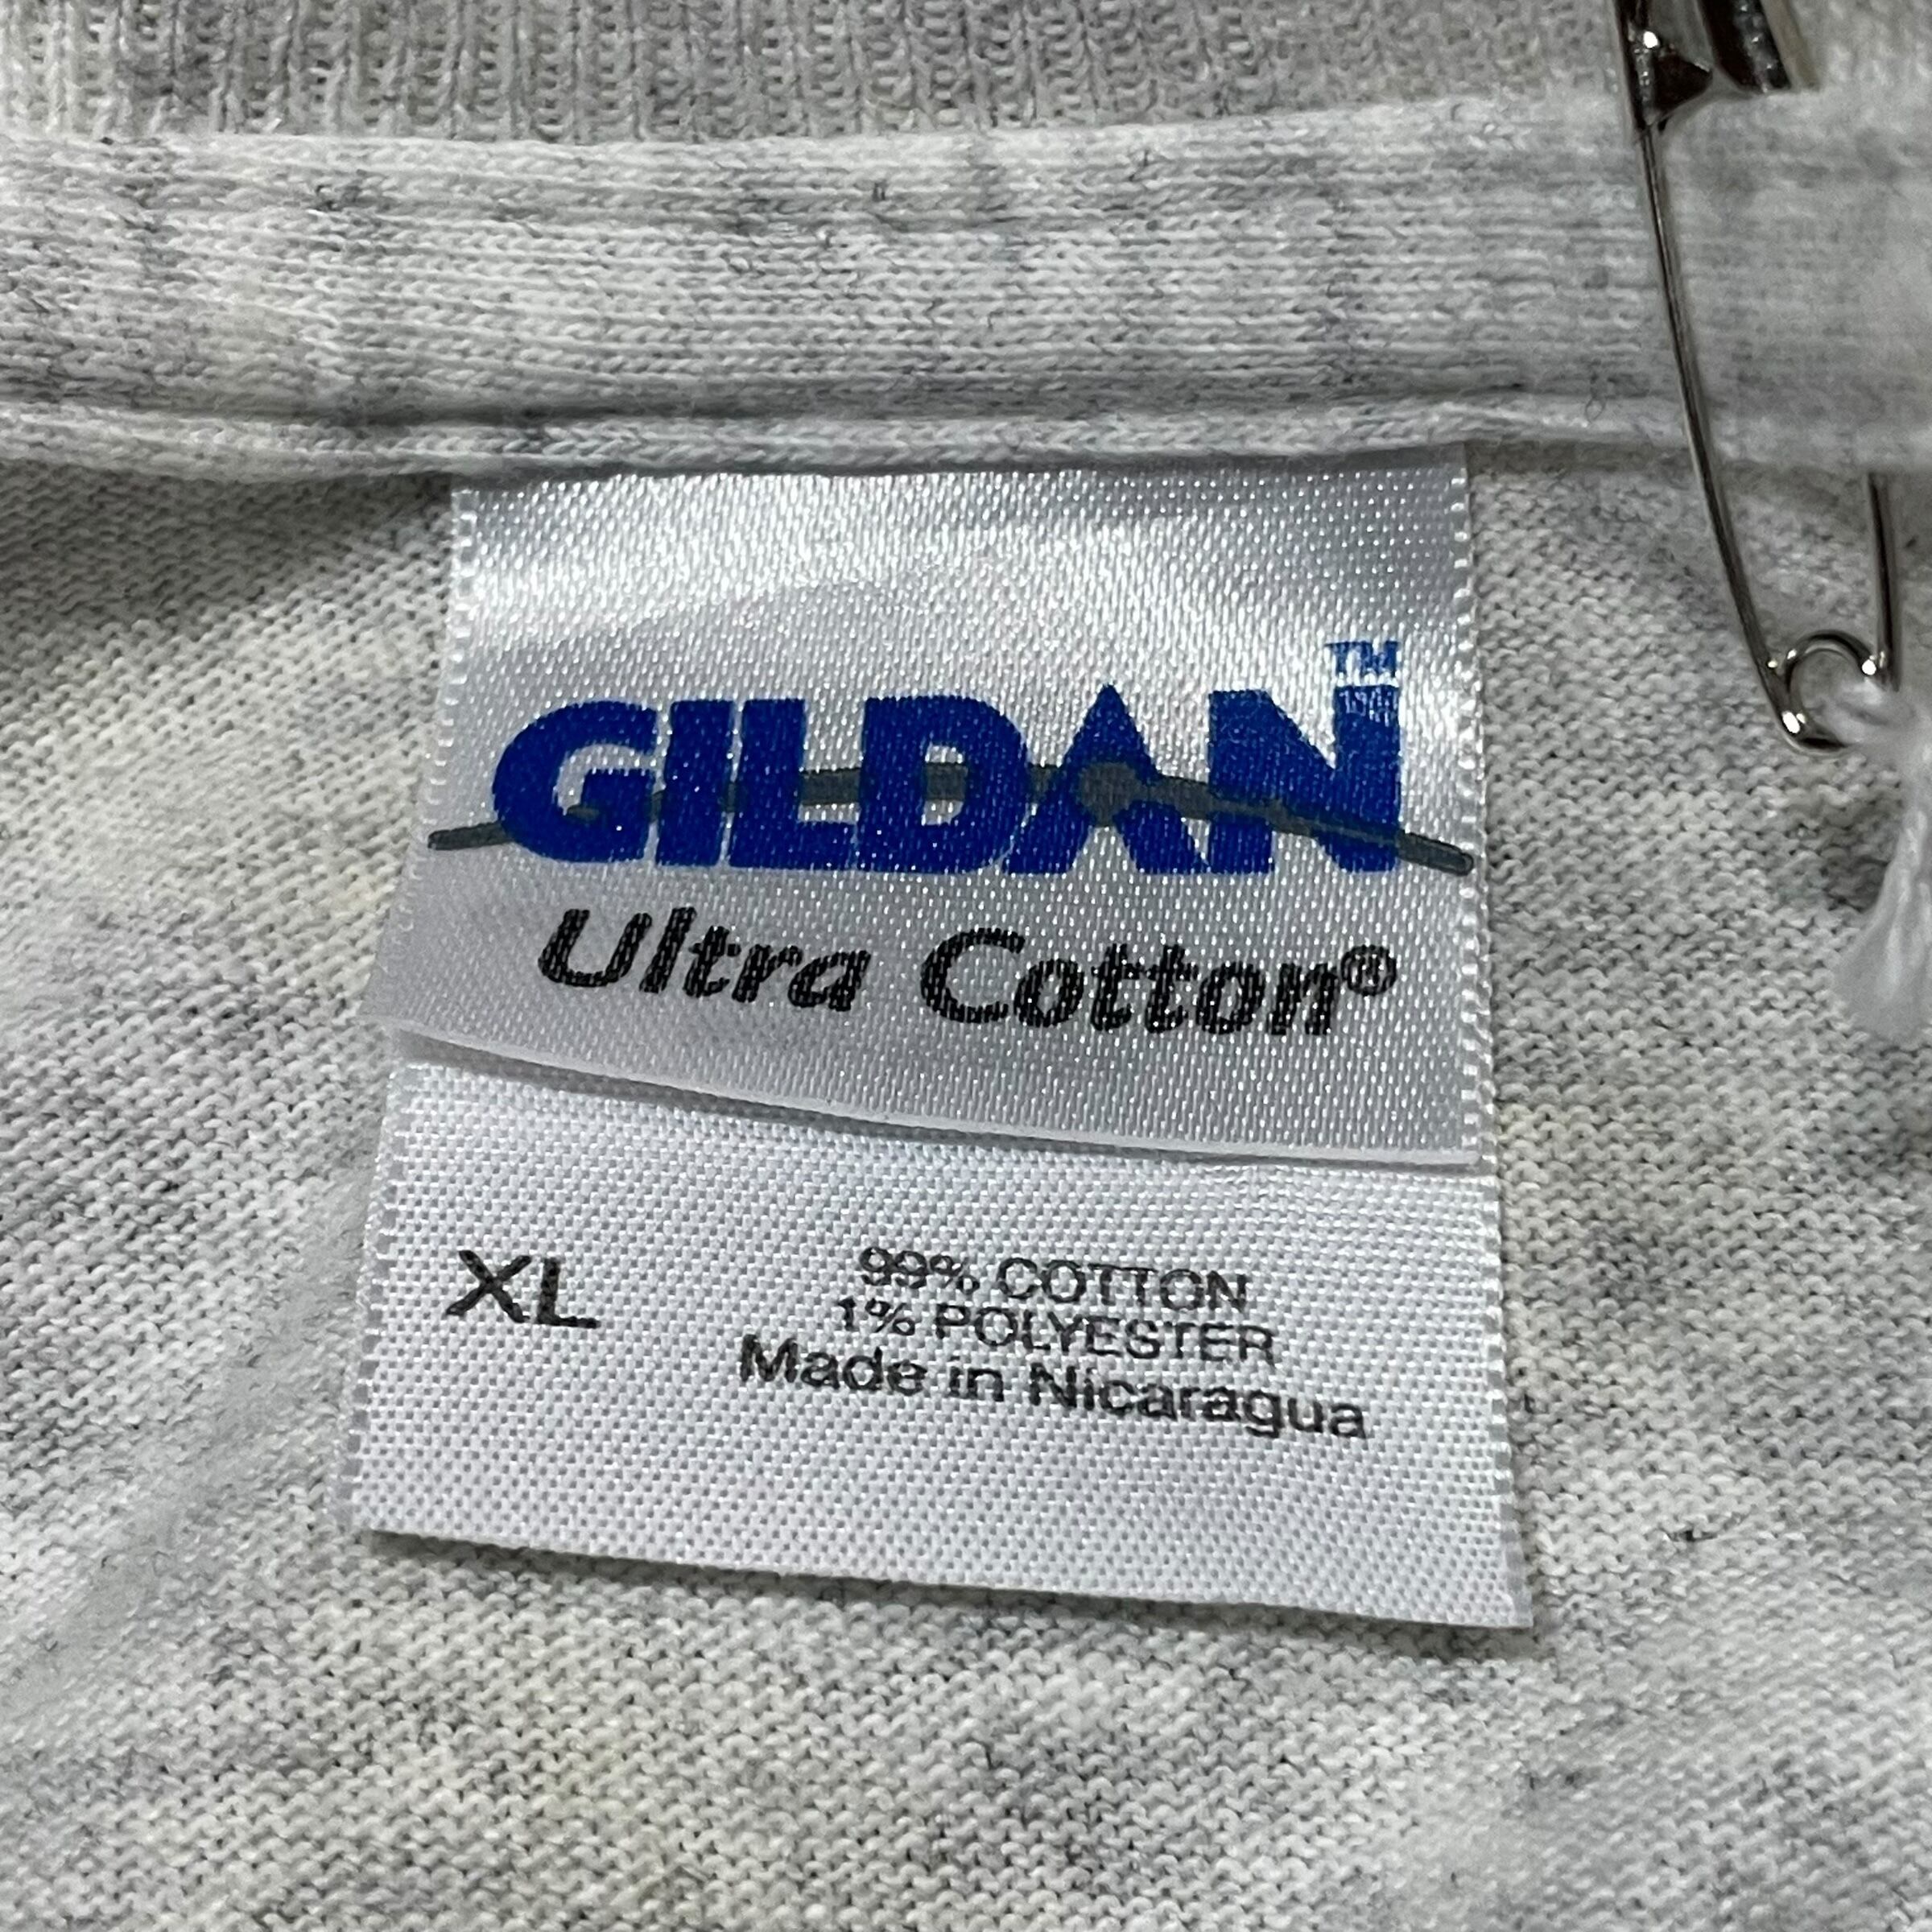 GILDAN™
Ultra Cotton®
XL
99% COTTON
1% POLYESTER
Made in Nicaragua